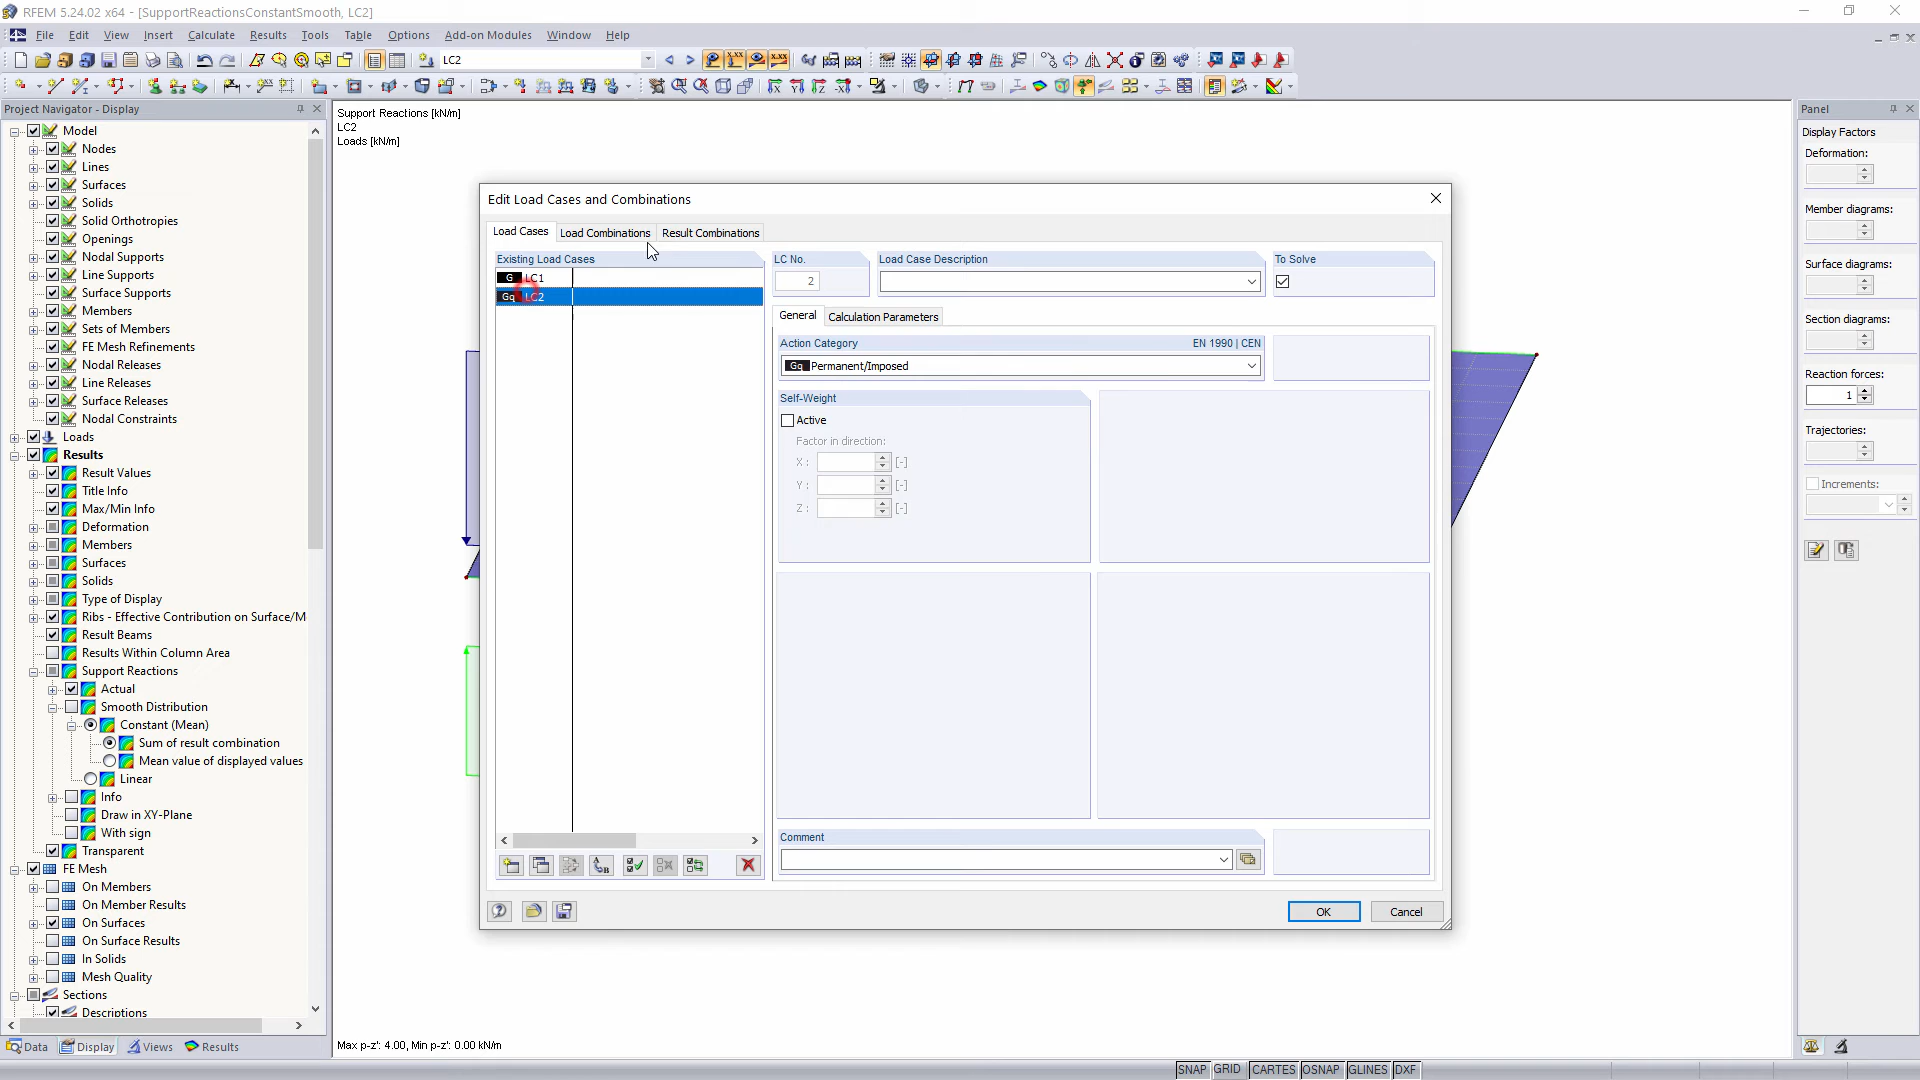 RFEM 5.24.02 x64 - [SupportReactionsConstantSmooth, LC2]
File Edit View Insert Calculate Results Tools Table Options Add-on Modules Window Help
LC2
Project Navigator - Display
Model
Nodes
Lines
Surfaces
Solids
Solid Orthotropies
Openings
Nodal Supports
Line Supports
Surface Supports
Members
Sets of Members
FE Mesh Refinements
Nodal Releases
Line Releases
Surface Releases
Nodal Constraints
Loads
Results
Result Values
Title Info
Max/Min Info
Deformation
Members
Surfaces
Solids
Type of Display
Ribs - Effective Contribution on Surface/M
Result Beams
Results Within Column Area
Support Reactions
Actual
Smooth Distribution
Constant (Mean)
Sum of result combination
Mean value of displayed values
Linear
Info
Draw in XY-Plane
With sign
Transparent
FE Mesh
On Members
On Member Results
On Surfaces
On Surface Results
In Solids
Mesh Quality
Sections
Descriptions
Data Display Views Results
Support Reactions [kN/m]
LC2
Loads [kN/m]
Edit Load Cases and Combinations
Load Cases Load Combinations Result Combinations
Existing Load Cases
G LC1
Gq LC2
LC No.
2
Load Case Description
To Solve
General Calculation Parameters
Action Category EN 1990 | CEN
Gq Permanent/Imposed
Self-Weight
Active
Factor in direction:
X : [-]
Y : [-]
Z : [-]
Comment
OK Cancel
Max p-z': 4.00, Min p-z': 0.00 kN/m
Panel
Display Factors
Deformation:
Member diagrams:
Surface diagrams:
Section diagrams:
Reaction forces:
1
Trajectories:
Increments:
SNAP GRID CARTES OSNAP GLINES DXF